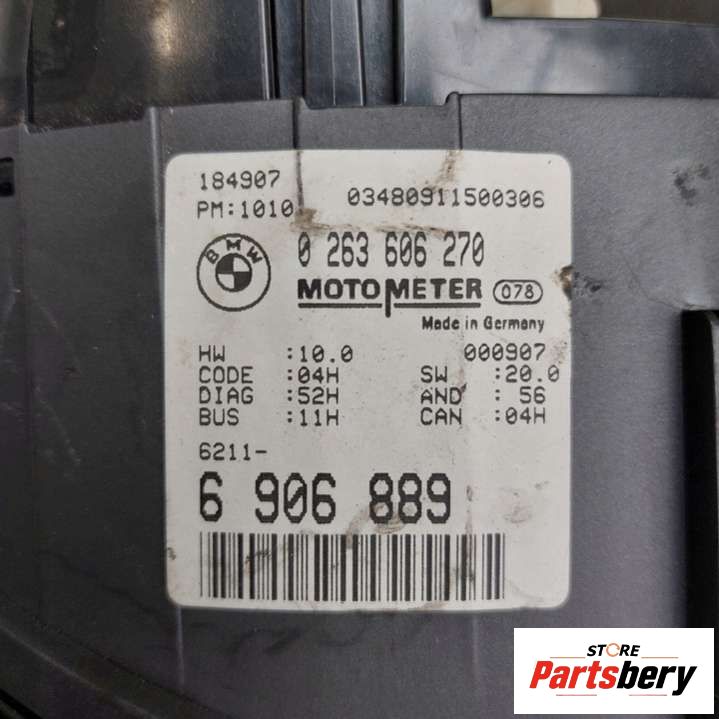 184907
PM:1010 03480911500306
BMW 0 263 606 270
MOTOMETER 078
Made in Germany
HW :10.0 000907
CODE :04H SW :20.0
DIAG :52H AND : 56
BUS :11H CAN :04H
6211-
6 906 889
STORE
Partsbery